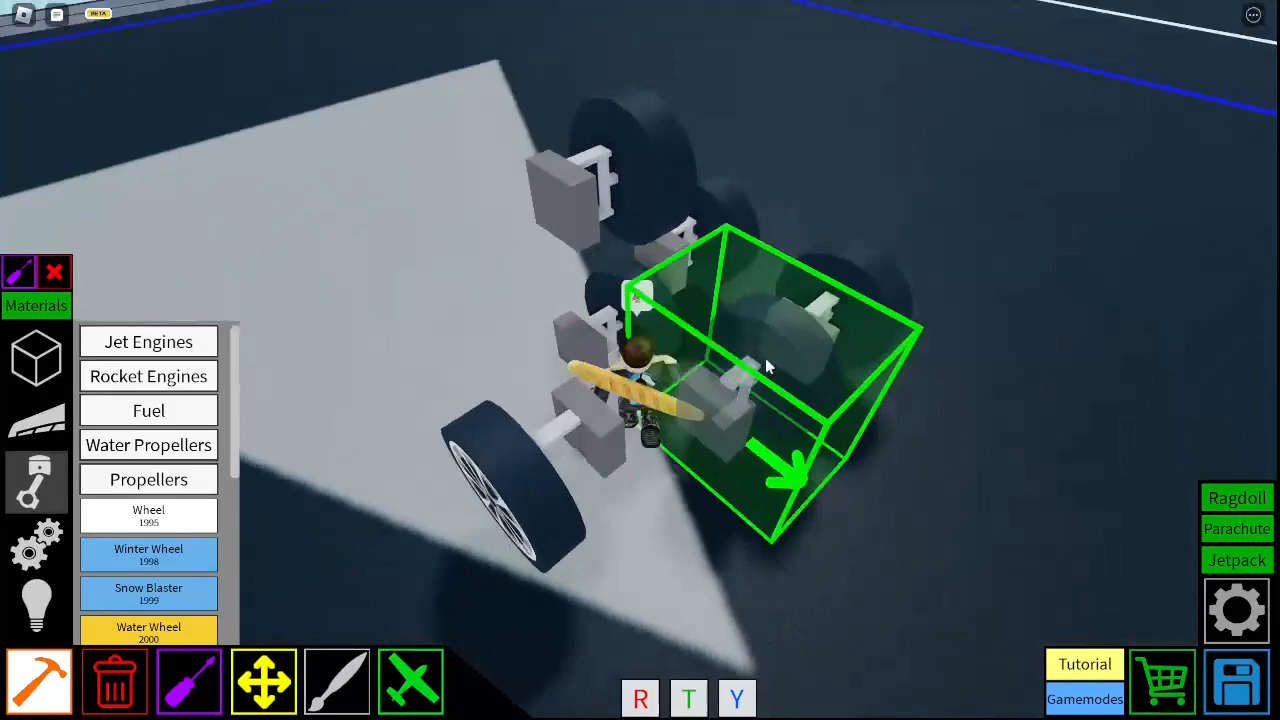 BETA
Materials
Jet Engines
Rocket Engines
Fuel
Water Propellers
Propellers
Wheel
1995
Winter Wheel
1998
Snow Blaster
1999
Water Wheel
2000
Ragdoll
Parachute
Jetpack
Tutorial
Gamemodes
R T Y